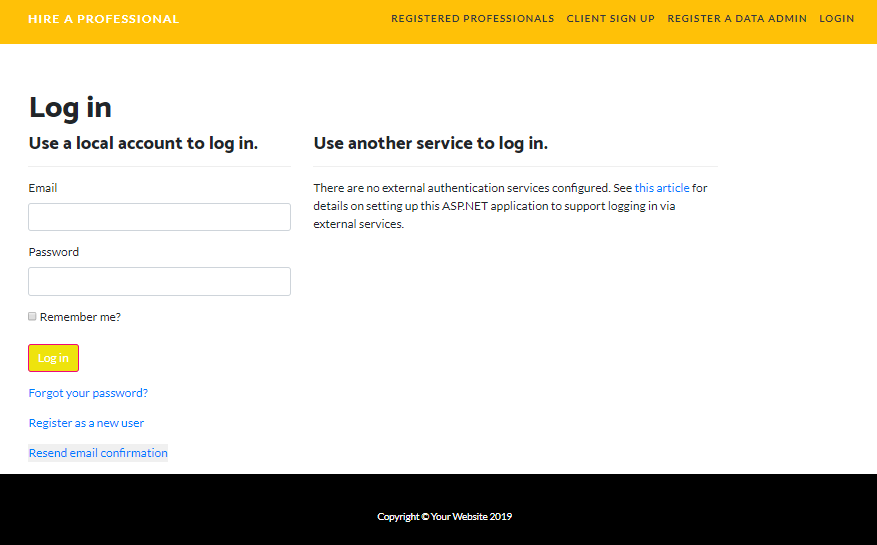 HIRE A PROFESSIONAL
REGISTERED PROFESSIONALS CLIENT SIGN UP REGISTER A DATA ADMIN LOGIN
Log in
Use a local account to log in.
Email
Password
Remember me?
Log in
Forgot your password?
Register as a new user
Resend email confirmation
Use another service to log in.
There are no external authentication services configured. See this article for
details on setting up this ASP.NET application to support logging in via
external services.
Copyright © Your Website 2019